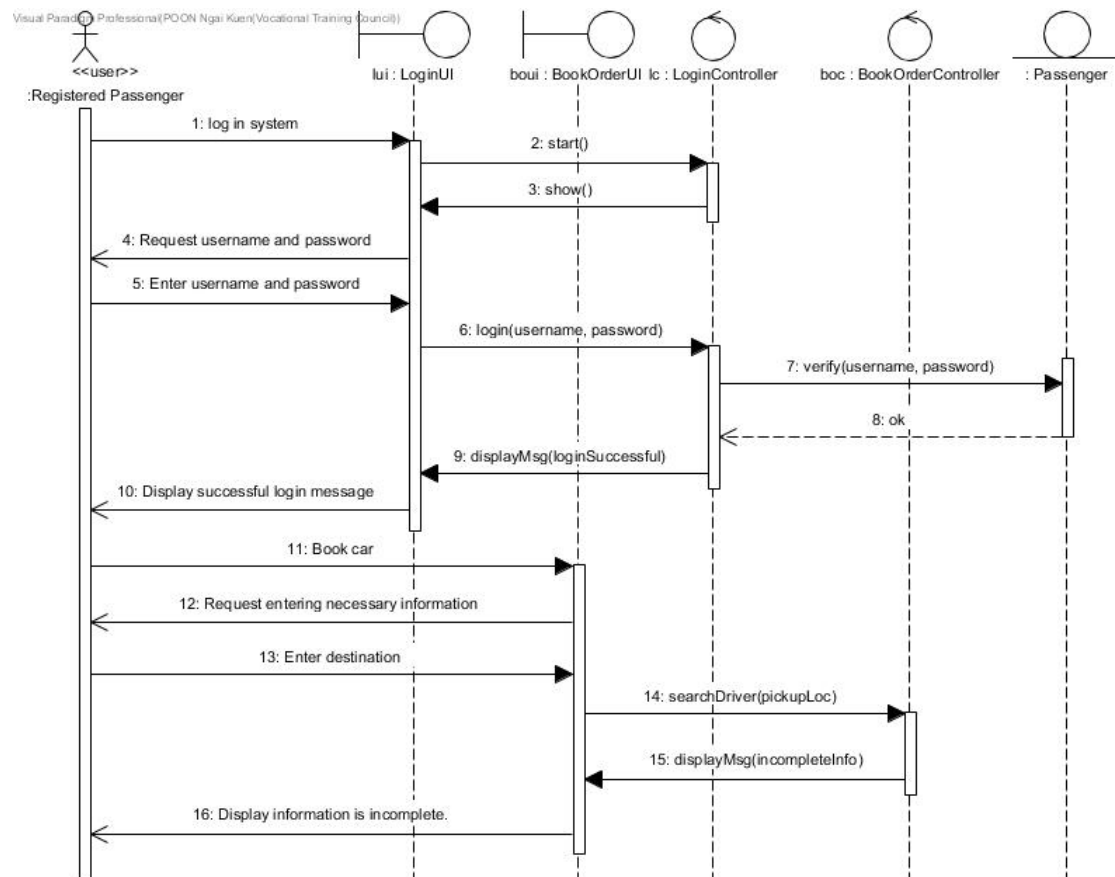 Visual Paradigm Professional(POON Ngai Kuen(Vocational Training Council))
<<user>>
:Registered Passenger
lui : LoginUI
boui : BookOrderUI
lc : LoginController
boc : BookOrderController
: Passenger
1: log in system
2: start()
3: show()
4: Request username and password
5: Enter username and password
6: login(username, password)
7: verify(username, password)
8: ok
9: displayMsg(loginSuccessful)
10: Display successful login message
11: Book car
12: Request entering necessary information
13: Enter destination
14: searchDriver(pickupLoc)
15: displayMsg(incompleteInfo)
16: Display information is incomplete.